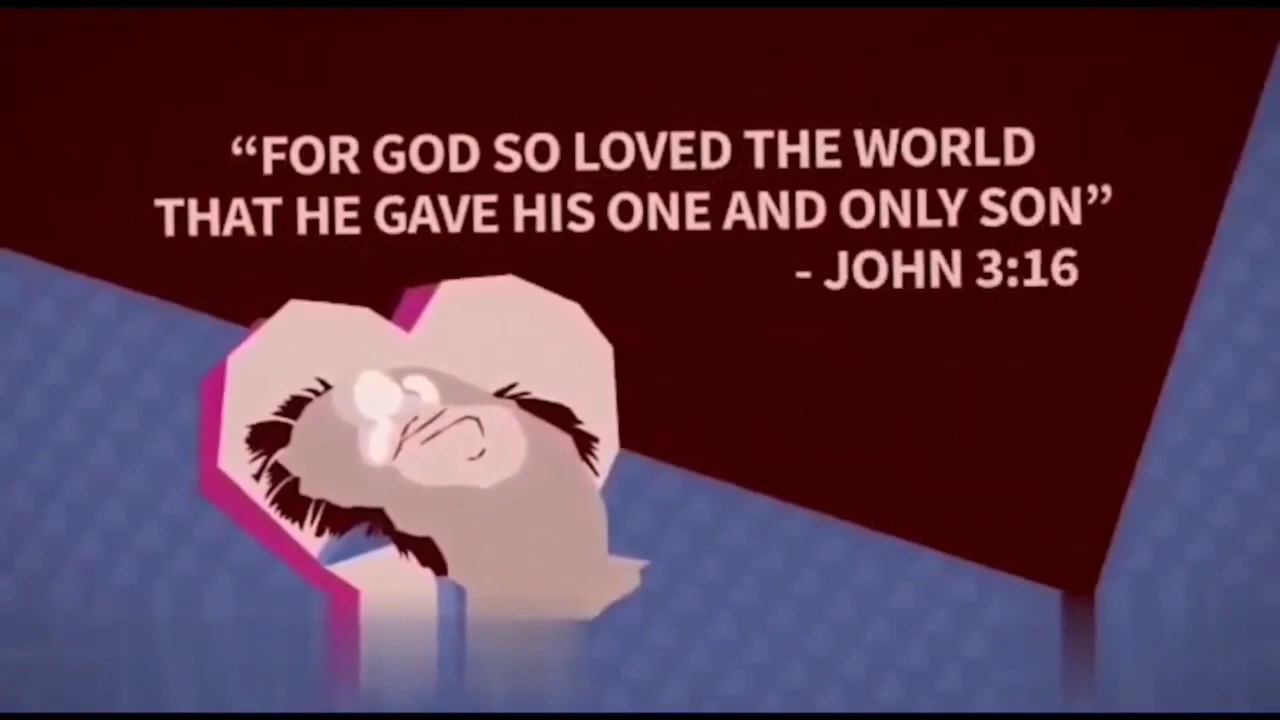 “FOR GOD SO LOVED THE WORLD
THAT HE GAVE HIS ONE AND ONLY SON”
- JOHN 3:16